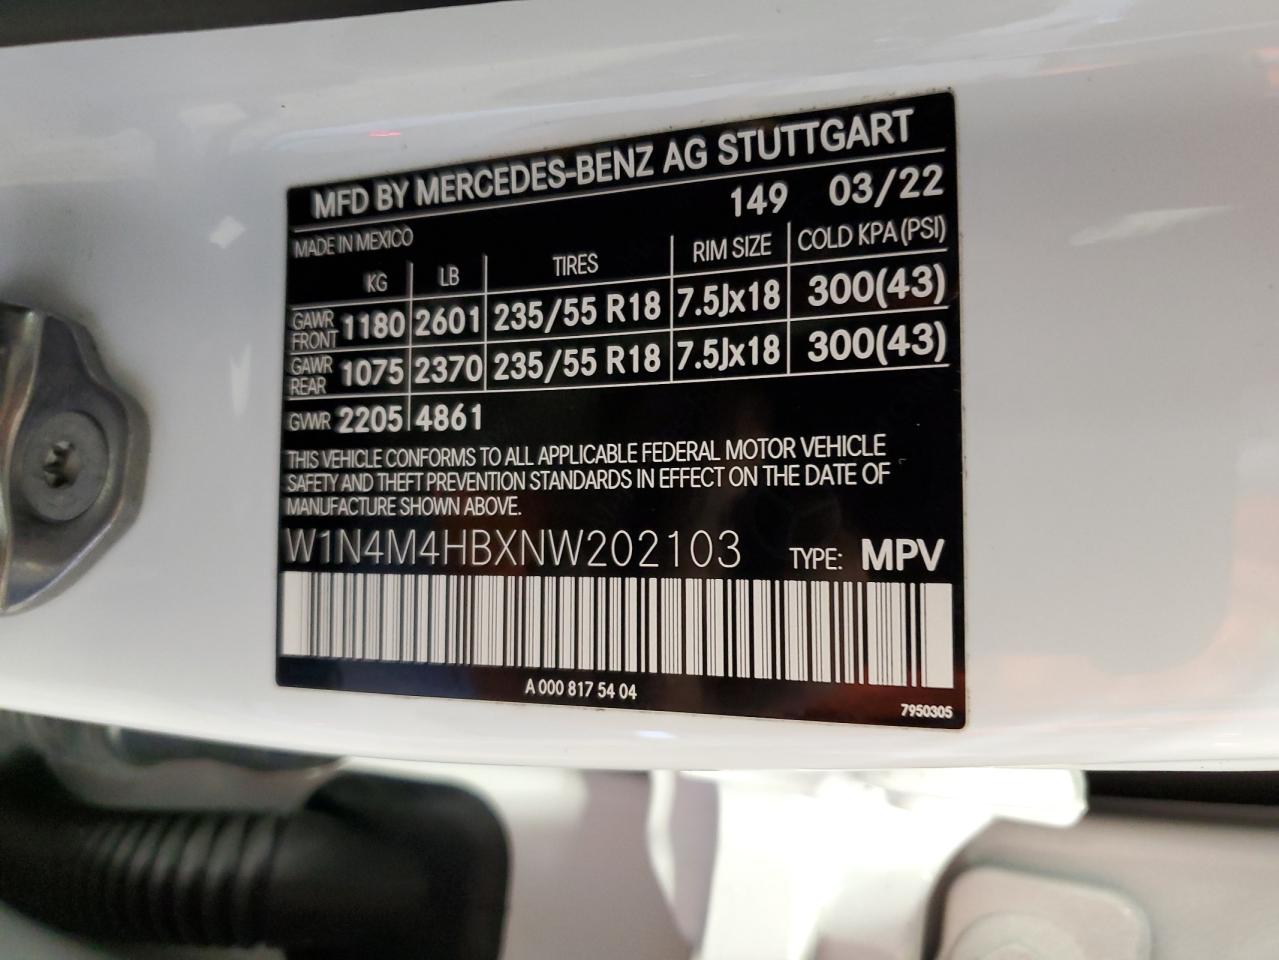 MFD BY MERCEDES-BENZ AG STUTTGART
149 03/22
MADE IN MEXICO
KG LB TIRES RIM SIZE COLD KPA (PSI)
GAWR FRONT 1180 2601 235/55 R18 7.5Jx18 300(43)
GAWR REAR 1075 2370 235/55 R18 7.5Jx18 300(43)
GVWR 2205 4861
THIS VEHICLE CONFORMS TO ALL APPLICABLE FEDERAL MOTOR VEHICLE
SAFETY AND THEFT PREVENTION STANDARDS IN EFFECT ON THE DATE OF
MANUFACTURE SHOWN ABOVE.
W1N4M4HBXNW202103 TYPE: MPV
A 000 817 54 04
7950305